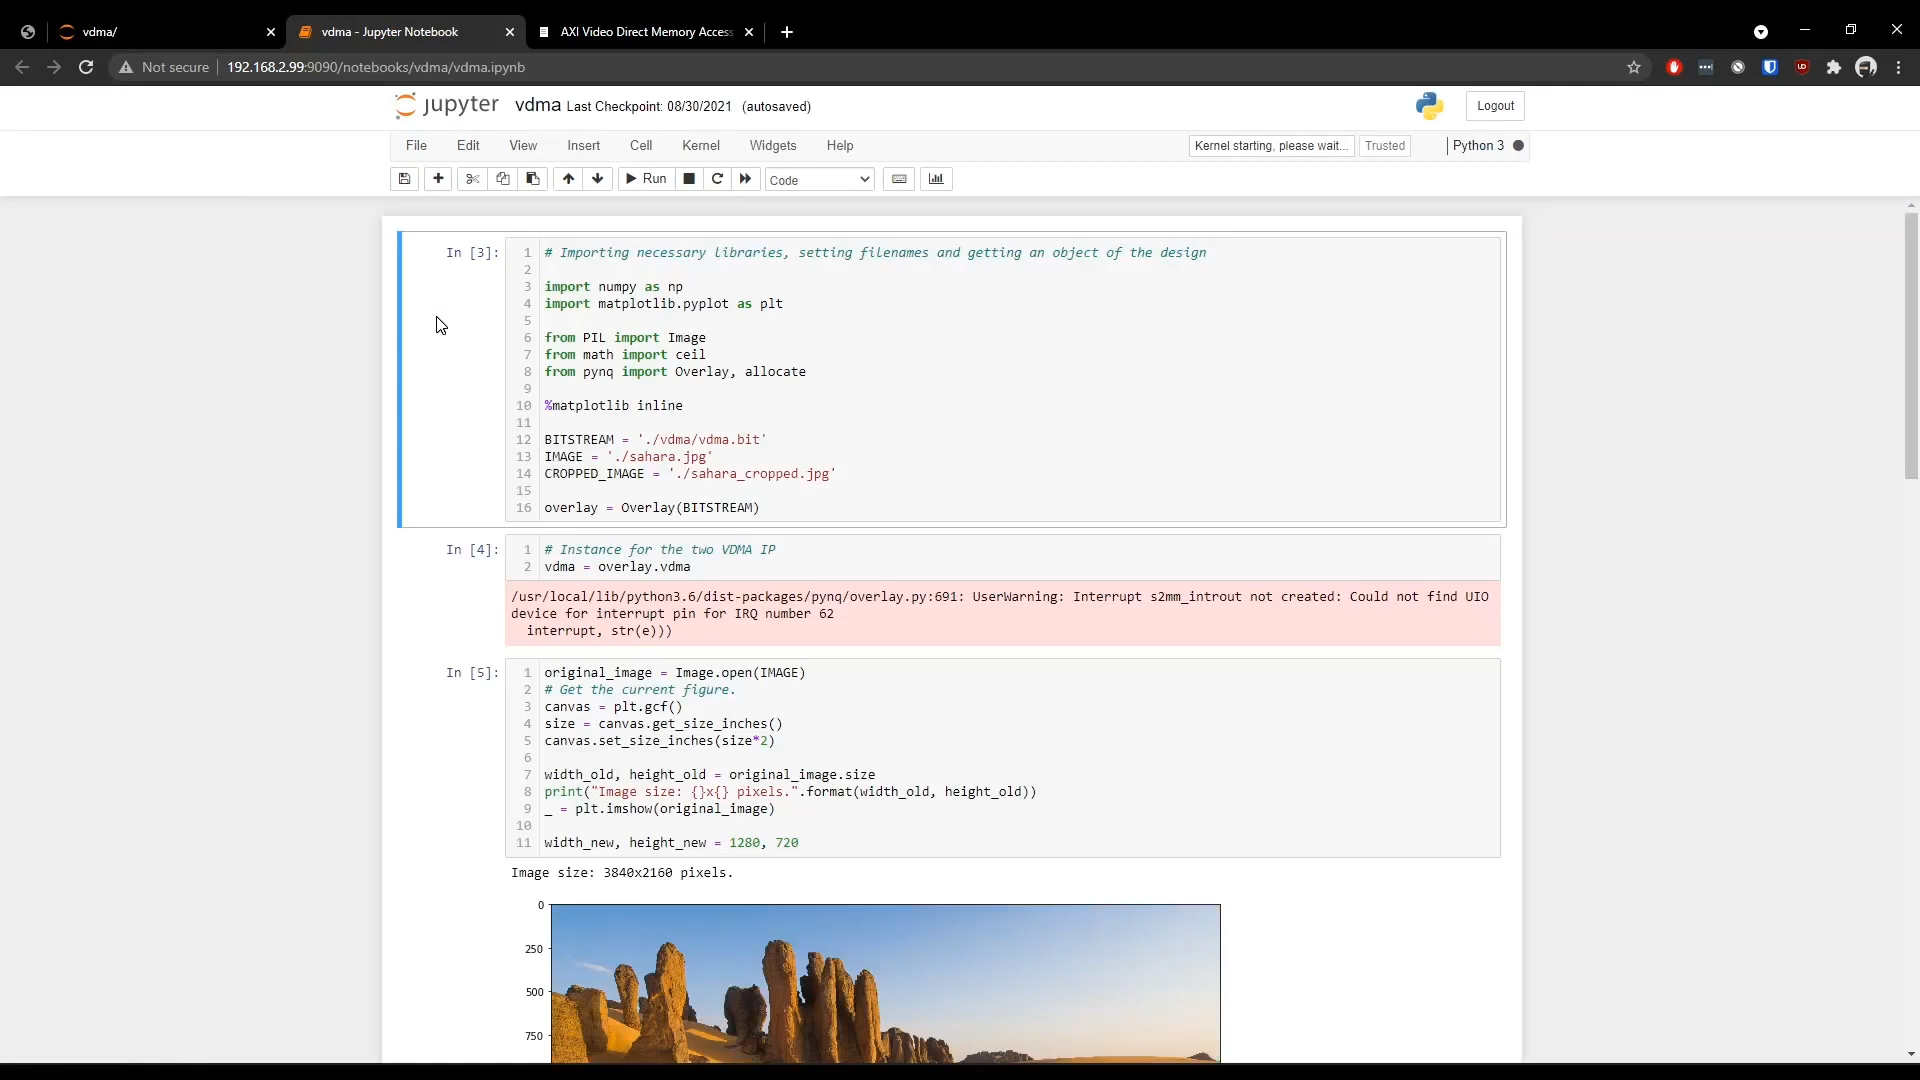 vdma/
vdma - Jupyter Notebook
AXI Video Direct Memory Access
Not secure
192.168.2.99:9090/notebooks/vdma/vdma.ipynb
jupyter vdma Last Checkpoint: 08/30/2021 (autosaved)
Logout
File Edit View Insert Cell Kernel Widgets Help
Kernel starting, please wait... Trusted Python 3
Run Code
In [3]:
1 # Importing necessary libraries, setting filenames and getting an object of the design
2
3 import numpy as np
4 import matplotlib.pyplot as plt
5
6 from PIL import Image
7 from math import ceil
8 from pynq import Overlay, allocate
9
10 %matplotlib inline
11
12 BITSTREAM = './vdma/vdma.bit'
13 IMAGE = './sahara.jpg'
14 CROPPED_IMAGE = './sahara_cropped.jpg'
15
16 overlay = Overlay(BITSTREAM)
In [4]:
1 # Instance for the two VDMA IP
2 vdma = overlay.vdma
/usr/local/lib/python3.6/dist-packages/pynq/overlay.py:691: UserWarning: Interrupt s2mm_introut not created: Could not find UIO
device for interrupt pin for IRQ number 62
interrupt, str(e)))
In [5]:
1 original_image = Image.open(IMAGE)
2 # Get the current figure.
3 canvas = plt.gcf()
4 size = canvas.get_size_inches()
5 canvas.set_size_inches(size*2)
6
7 width_old, height_old = original_image.size
8 print("Image size: {}x{} pixels.".format(width_old, height_old))
9 _ = plt.imshow(original_image)
10
11 width_new, height_new = 1280, 720
Image size: 3840x2160 pixels.
0
250
500
750